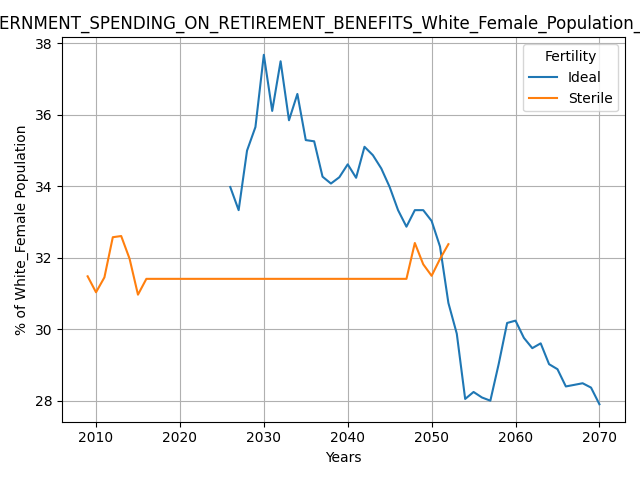 ERNMENT_SPENDING_ON_RETIREMENT_BENEFITS_White_Female_Population_
38
36
34
32
30
28
% of White_Female Population
Fertility
Ideal
Sterile
2010 2020 2030 2040 2050 2060 2070
Years